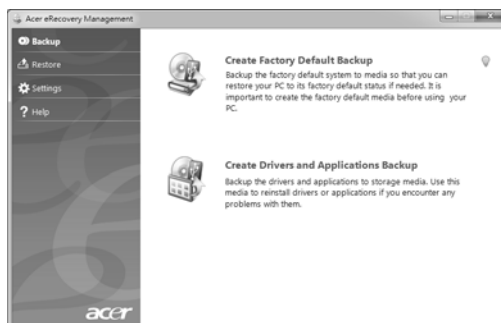 Acer eRecovery Management
Backup
Restore
Settings
Help
Create Factory Default Backup
Backup the factory default system to media so that you can
restore your PC to its factory default status if needed. It is
important to create the factory default media before using your
PC.
Create Drivers and Applications Backup
Backup the drivers and applications to storage media. Use this
media to reinstall drivers or applications if you encounter any
problems with them.
acer